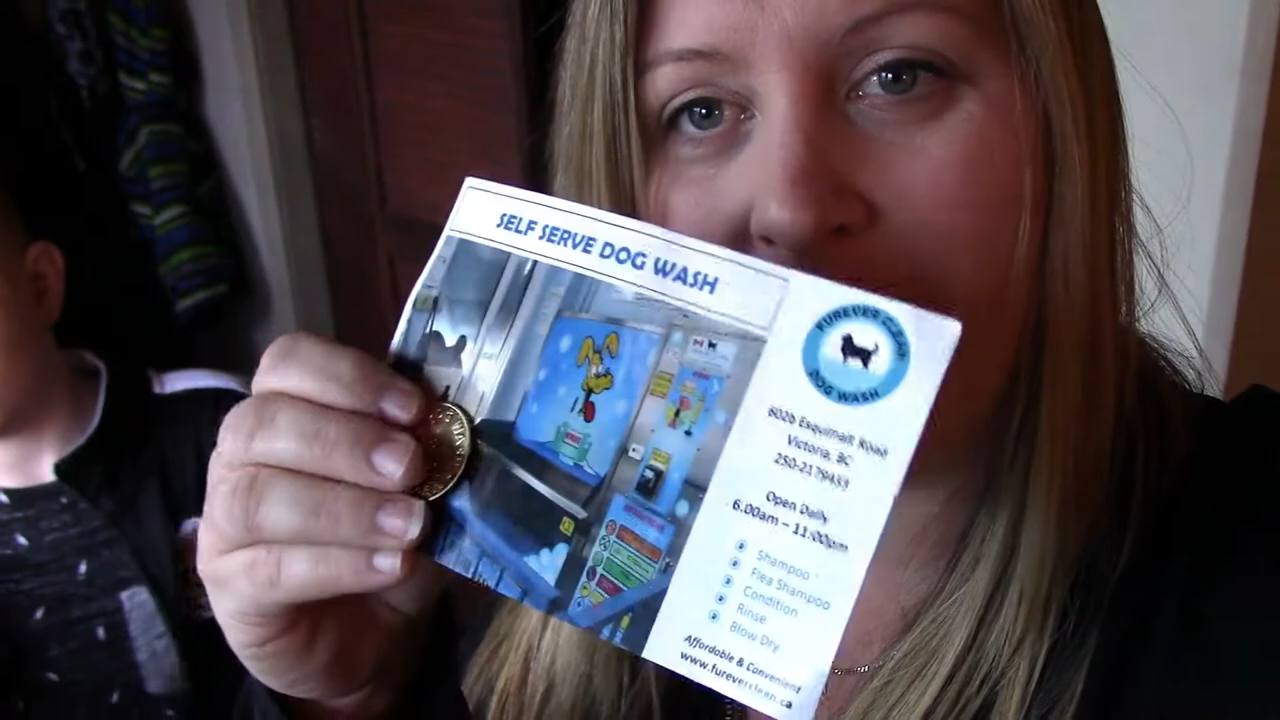 SELF SERVE DOG WASH
FUREVER CLEAN
DOG WASH
Esquimalt Road
Victoria, BC
Open Daily
6.00am – 11:00pm
Shampoo
Flea Shampoo
Condition
Rinse
Blow Dry
Affordable & Convenient
www.fureverclean.ca